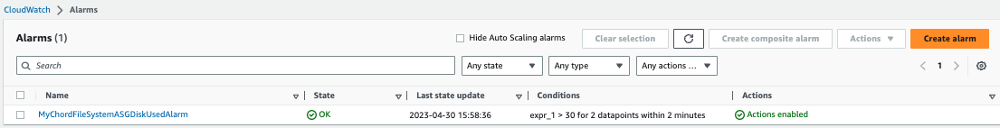 CloudWatch > Alarms
Alarms (1)
Hide Auto Scaling alarms
Clear selection
Create composite alarm
Actions
Create alarm
Search
Any state
Any type
Any actions ...
1
Name State Last state update Conditions Actions
MyChordFileSystemASGDiskUsedAlarm OK 2023-04-30 15:58:36 expr_1 > 30 for 2 datapoints within 2 minutes Actions enabled